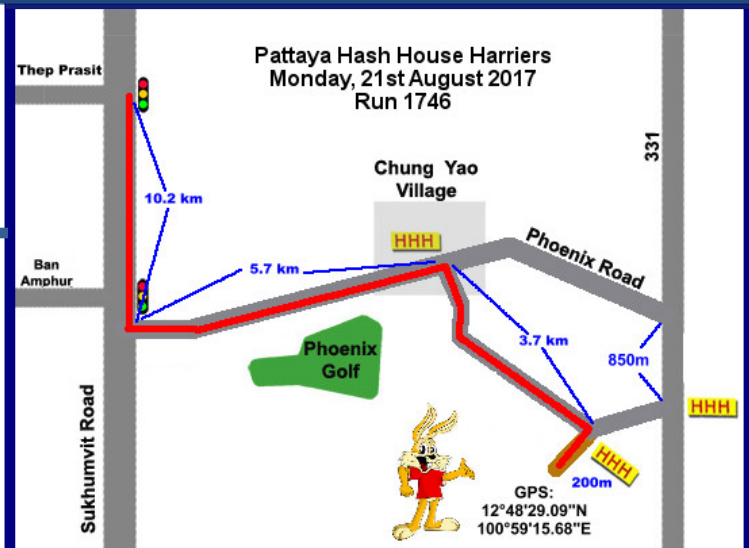 Pattaya Hash House Harriers
Monday, 21st August 2017
Run 1746
Thep Prasit
331
Chung Yao
Village
10.2 km
HHH
Phoenix Road
5.7 km
Ban
Amphur
Phoenix
Golf
3.7 km
850m
Sukhumvit Road
HHH
HHH
200m
GPS:
12°48'29.09"N
100°59'15.68"E